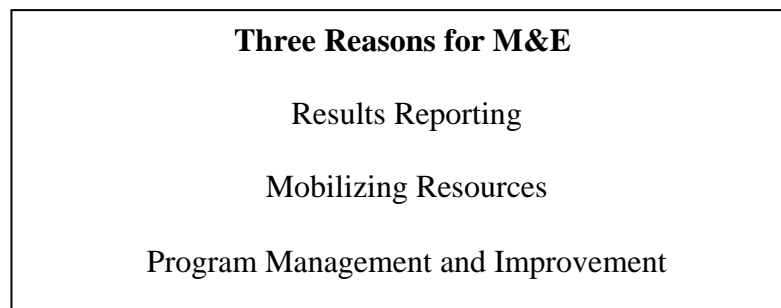 Three Reasons for M&E
Results Reporting
Mobilizing Resources
Program Management and Improvement